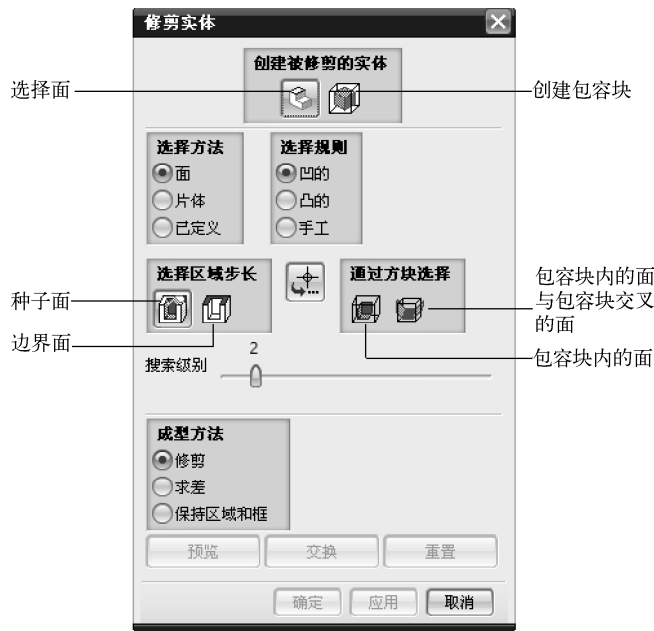 修剪实体
创建被修剪的实体
选择面
创建包容块
选择方法
选择规则
面
凹的
片体
凸的
已定义
手工
选择区域步长
通过方块选择
种子面
边界面
包容块内的面
与包容块交叉
的面
包容块内的面
搜索级别
2
成型方法
修剪
求差
保持区域和框
预览
交换
重置
确定
应用
取消